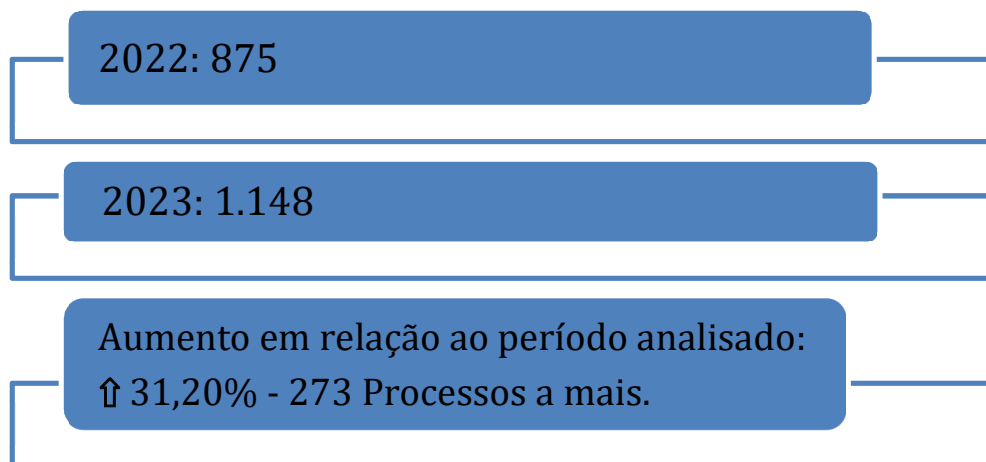 2022: 875
2023: 1.148
Aumento em relação ao período analisado:
⇧ 31,20% - 273 Processos a mais.